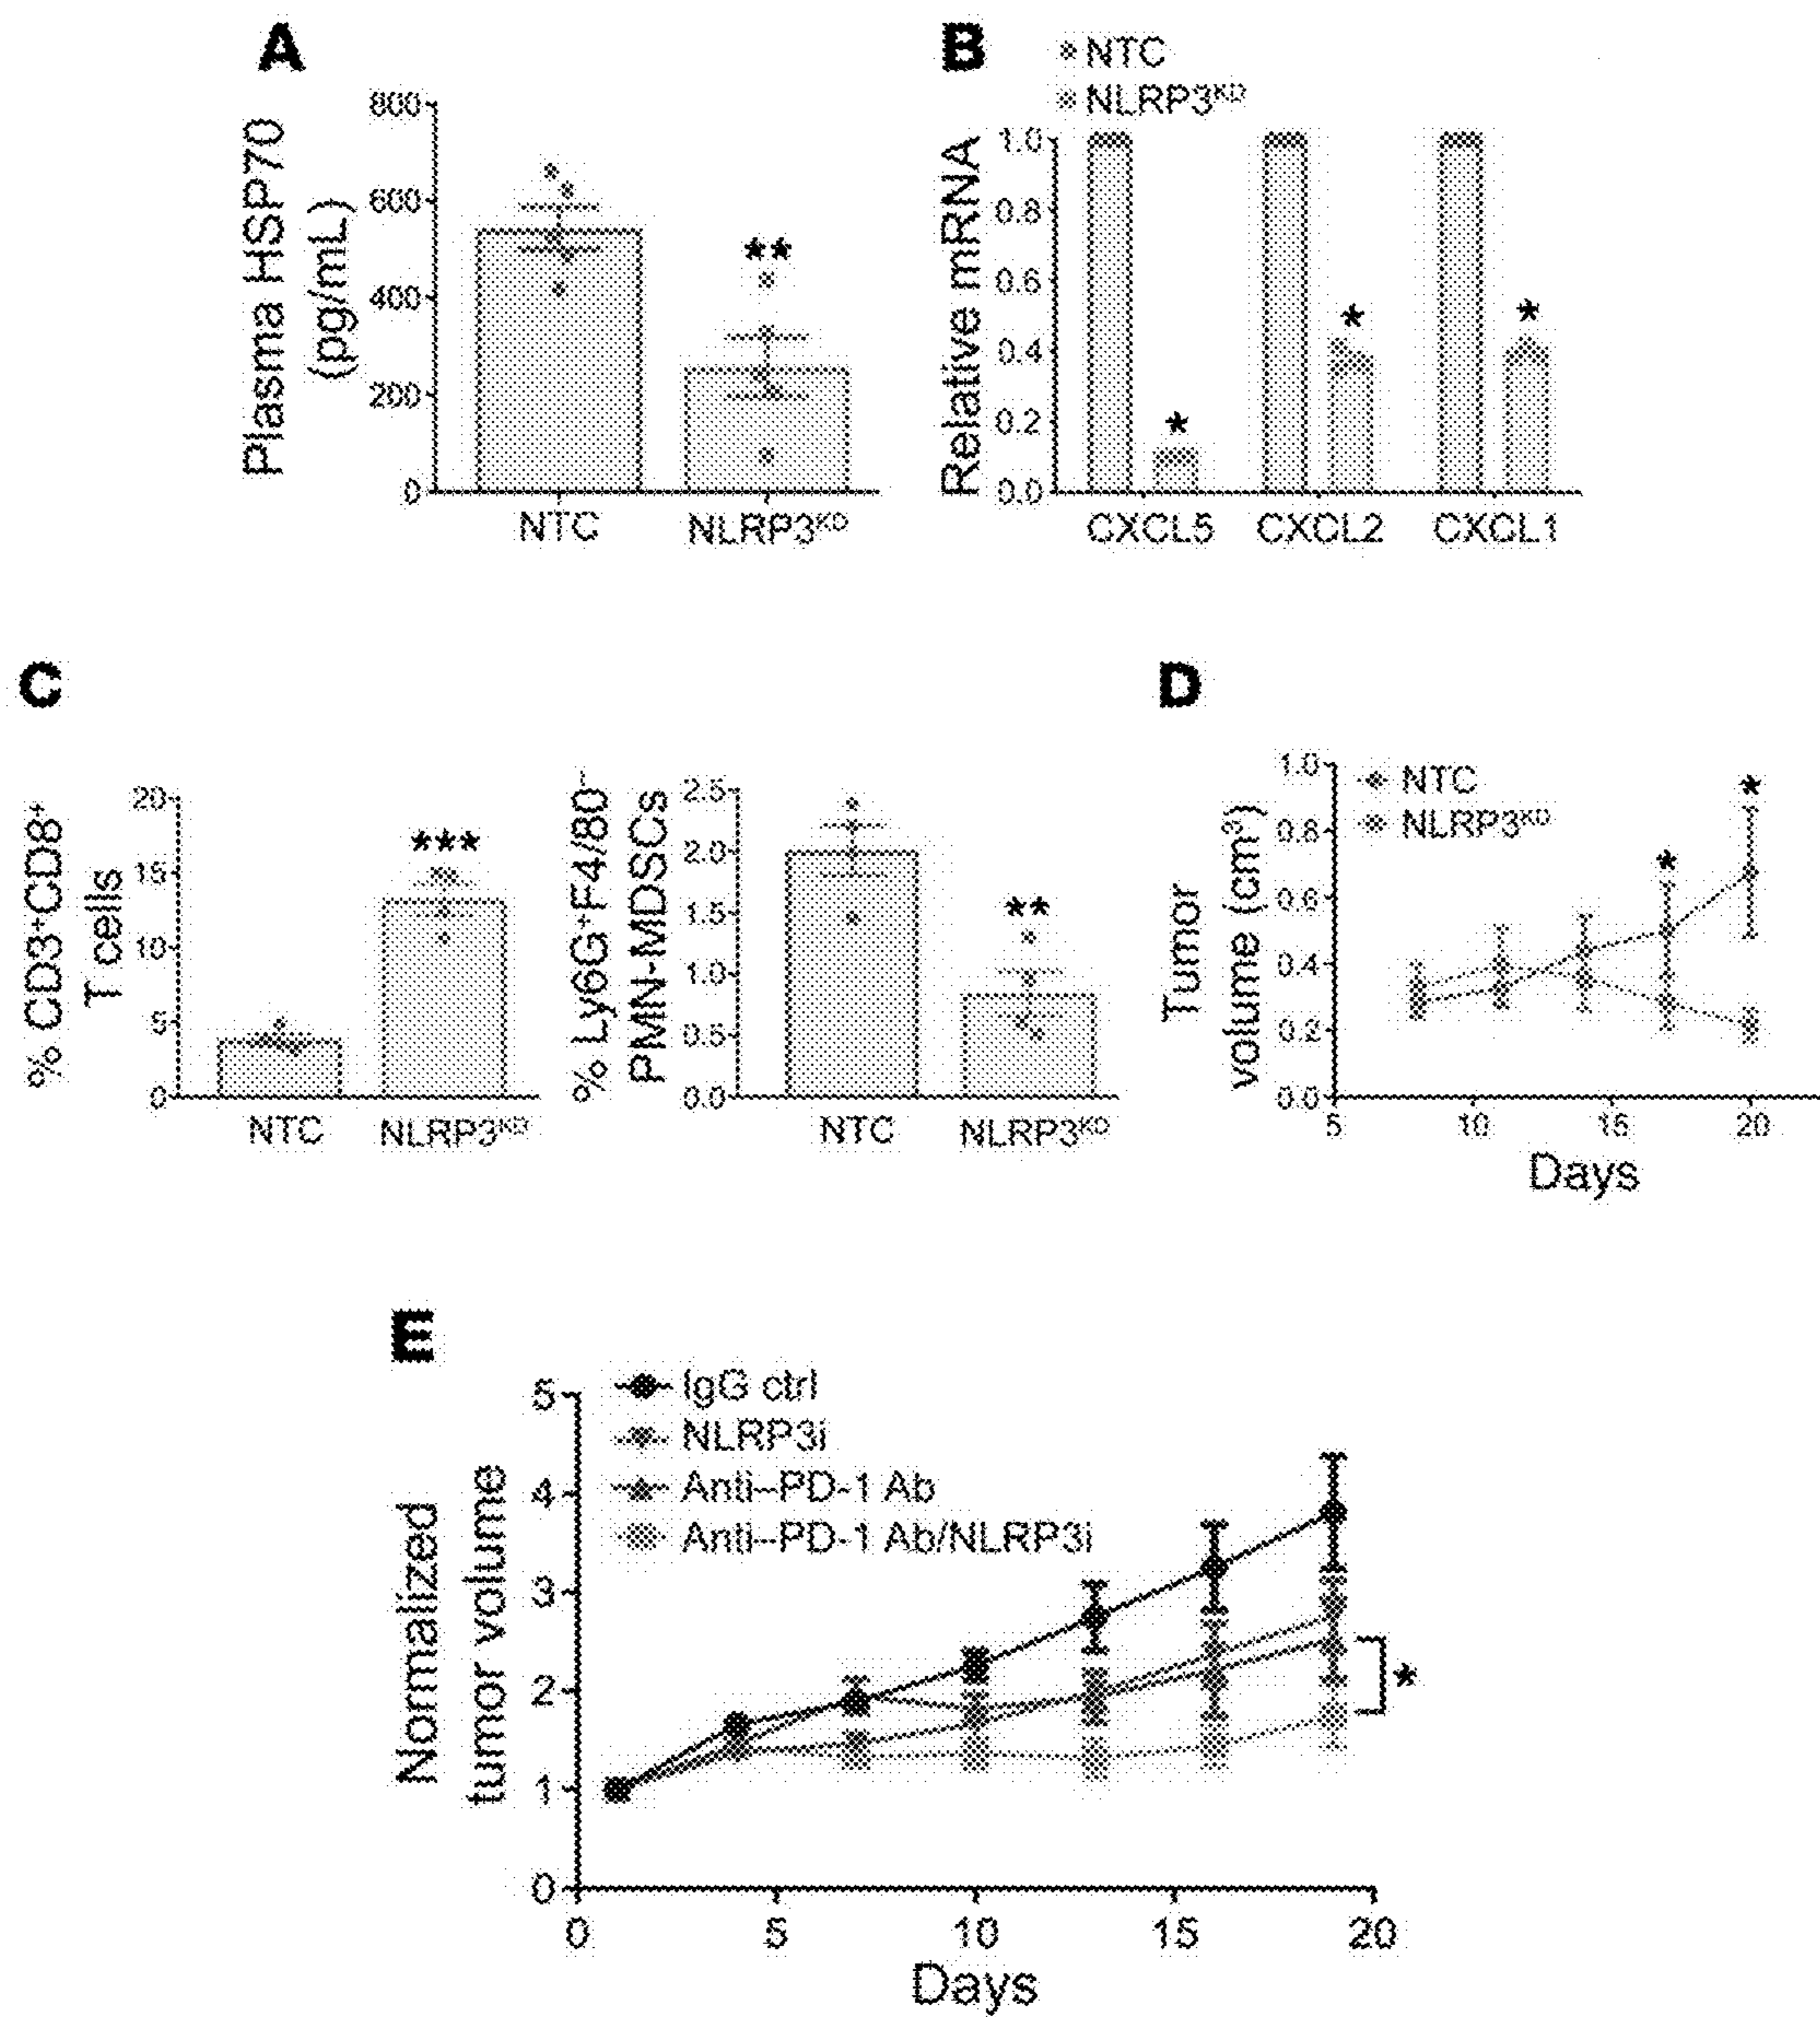 A
Plasma HSP70
(pg/mL)
800
600
400
200
0
**
NTC
NLRP3KD
B
NTC
NLRP3KD
Relative mRNA
1.0
0.8
0.6
0.4
0.2
0.0
*
*
*
CXCL5
CXCL2
CXCL1
C
% CD3+CD8+
T cells
20
15
10
5
0
***
NTC
NLRP3KD
% Ly6G+F4/80–
PMN-MDSCs
2.5
2.0
1.5
1.0
0.5
0.0
**
NTC
NLRP3KD
D
Tumor
volume (cm3)
1.0
0.8
0.6
0.4
0.2
0.0
NTC
NLRP3KD
*
*
5
10
15
20
Days
E
Normalized
tumor volume
5
4
3
2
1
0
IgG ctrl
NLRP3i
Anti–PD-1 Ab
Anti–PD-1 Ab/NLRP3i
*
0
5
10
15
20
Days